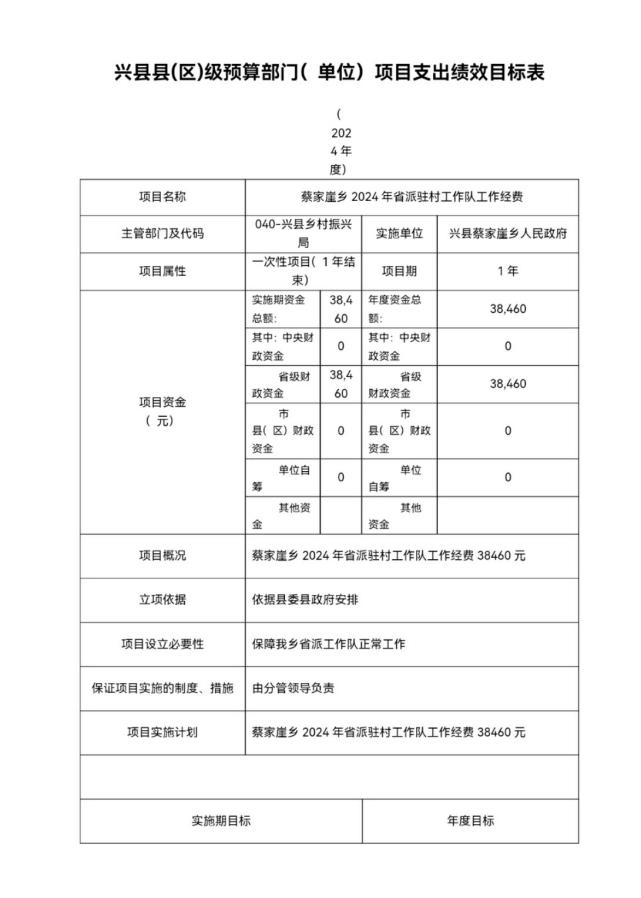 兴县县(区)级预算部门( 单位) 项目支出绩效目标表
(
202
4 年
度)
项目名称
蔡家崖乡 2024 年省派驻村工作队工作经费
主管部门及代码
040-兴县乡村振兴
局
实施单位
兴县蔡家崖乡人民政府
项目属性
一次性项目( 1 年结
束)
项目期
1 年
项目资金
( 元)
实施期资金
总额:
38,4
60
年度资金总
额:
38,460
其中: 中央财
政资金
0
其中: 中央财
政资金
0
省级财
政资金
38,4
60
省级
财政资金
38,460
市
县( 区) 财政
资金
0
市
县( 区) 财政
资金
0
单位自
筹
0
单位
自筹
0
其他资
金
其他
资金
项目概况
蔡家崖乡 2024 年省派驻村工作队工作经费 38460 元
立项依据
依据县委县政府安排
项目设立必要性
保障我乡省派工作队正常工作
保证项目实施的制度、措施
由分管领导负责
项目实施计划
蔡家崖乡 2024 年省派驻村工作队工作经费 38460 元
实施期目标
年度目标